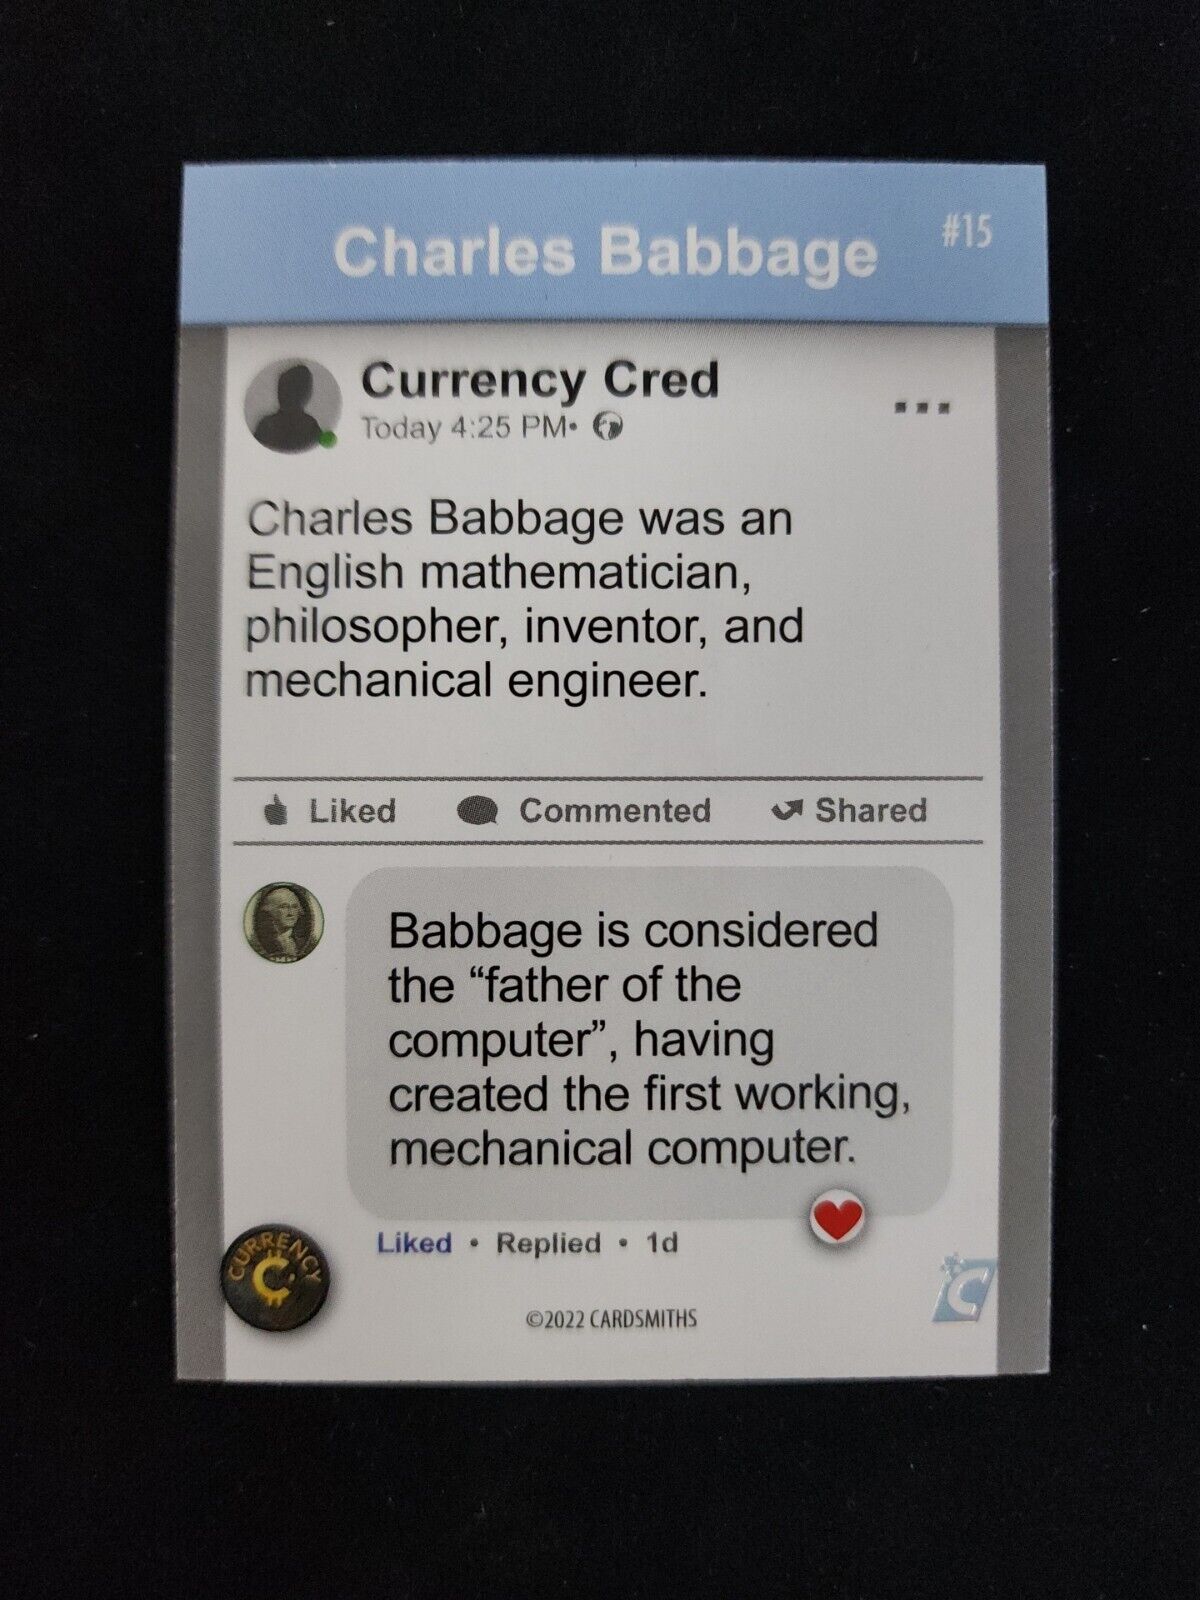 Charles Babbage
#15
Currency Cred
Today 4:25 PM•
Charles Babbage was an
English mathematician,
philosopher, inventor, and
mechanical engineer.
Liked
Commented
Shared
Babbage is considered
the “father of the
computer”, having
created the first working,
mechanical computer.
Liked • Replied • 1d
CURRENCY
C
C
©2022 CARDSMITHS